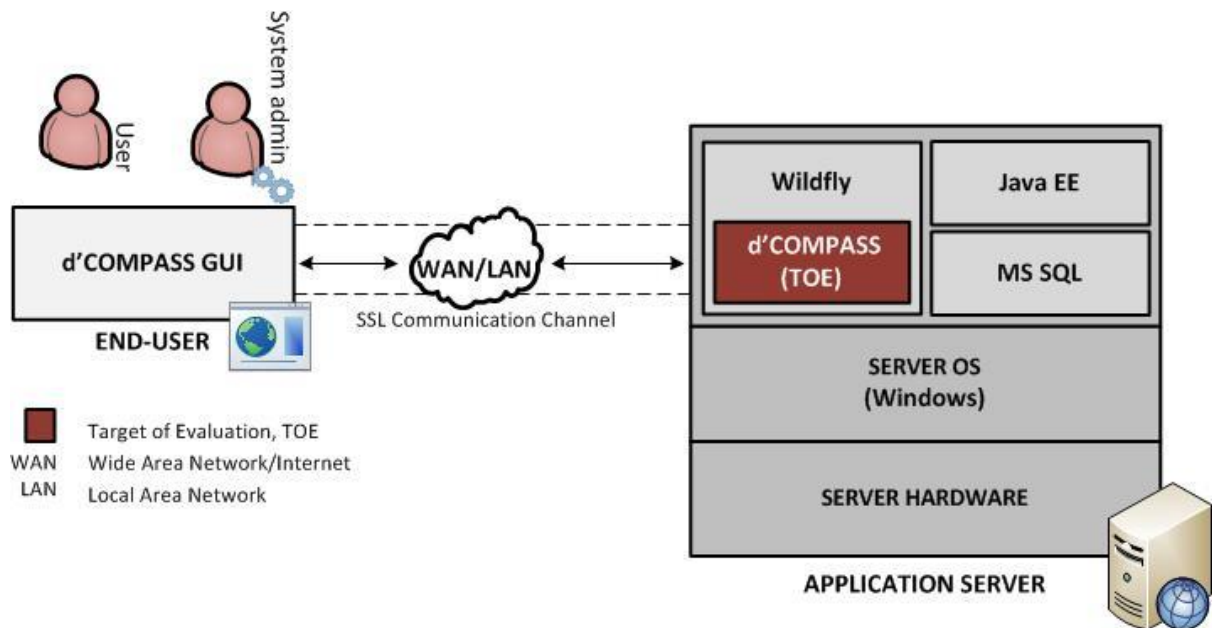 User
System admin
d'COMPASS GUI
END-USER
WAN/LAN
SSL Communication Channel
Wildfly
d'COMPASS
(TOE)
Java EE
MS SQL
SERVER OS
(Windows)
SERVER HARDWARE
APPLICATION SERVER
Target of Evaluation, TOE
WAN Wide Area Network/Internet
LAN Local Area Network